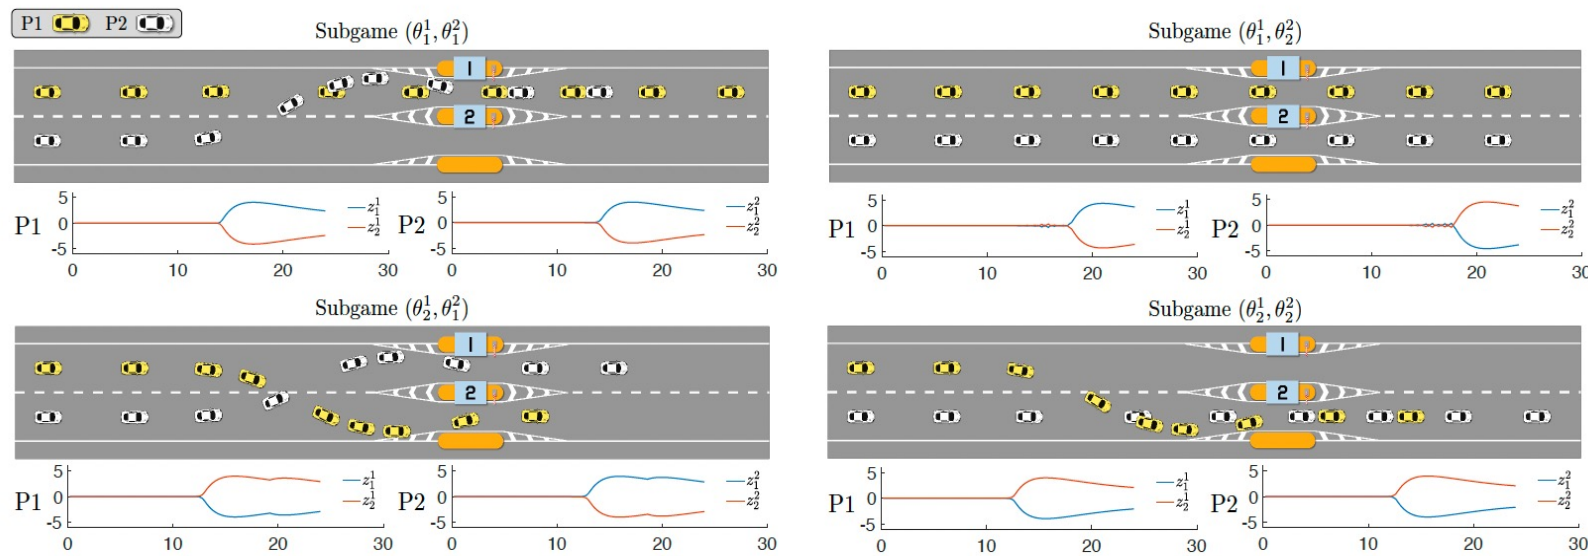 P1 P2
Subgame (θ₁¹, θ₁²)
1
2
5
0
-5
P1
z₁¹
z₂¹
0 10 20 30
5
0
-5
P2
z₁²
z₂²
0 10 20 30
Subgame (θ₁¹, θ₂²)
1
2
5
0
-5
P1
z₁¹
z₂¹
0 10 20 30
5
0
-5
P2
z₁²
z₂²
0 10 20 30
Subgame (θ₂¹, θ₁²)
1
2
5
0
-5
P1
z₁¹
z₂¹
0 10 20 30
5
0
-5
P2
z₁²
z₂²
0 10 20 30
Subgame (θ₂¹, θ₂²)
1
2
5
0
-5
P1
z₁¹
z₂¹
0 10 20 30
5
0
-5
P2
z₁²
z₂²
0 10 20 30